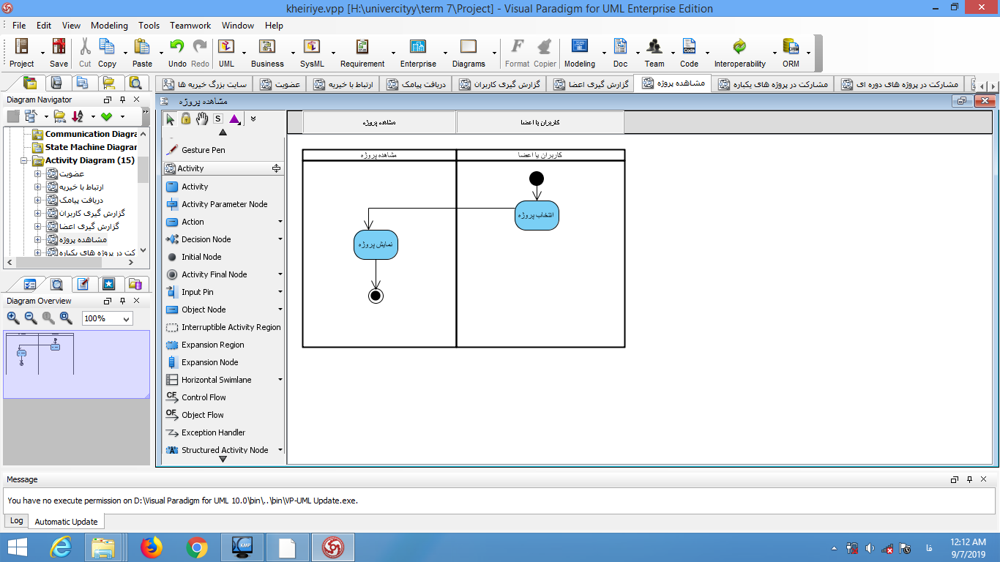 kheiriye.vpp [H:\univercityy\term 7\Project] - Visual Paradigm for UML Enterprise Edition
File Edit View Modeling Tools Teamwork Window Help
Project Save Cut Copy Paste Undo Redo UML Business SysML Requirement Enterprise Diagrams Format Copier Modeling Doc Team Code Interoperability ORM
سایت بزرگ خیریه ها
عضویت
ارتباط با خیریه
دریافت پیامک
گزارش گیری کاربران
گزارش گیری اعضا
مشاهده پروژه
مشارکت در پروژه های یکباره
مشارکت در پروژه های دوره ای
Diagram Navigator
Communication Diagra
State Machine Diagram
Activity Diagram (15)
عضویت
ارتباط با خیریه
دریافت پیامک
گزارش گیری کاربران
گزارش گیری اعضا
مشاهده پروژه
کت در پروژه های یکباره
Diagram Overview
100%
مشاهده پروژه
S
Gesture Pen
Activity
Activity
Activity Parameter Node
Action
Decision Node
Initial Node
Activity Final Node
Input Pin
Object Node
Interruptible Activity Region
Expansion Region
Expansion Node
Horizontal Swimlane
CF Control Flow
OF Object Flow
Exception Handler
Structured Activity Node
مشاهده پروژه
کاربران یا اعضا
مشاهده پروژه
کاربران یا اعضا
انتخاب پروژه
نمایش پروژه
Message
You have no execute permission on D:\Visual Paradigm for UML 10.0\bin\..\bin\VP-UML Update.exe.
Log Automatic Update
KMP
فا
12:12 AM
9/7/2019